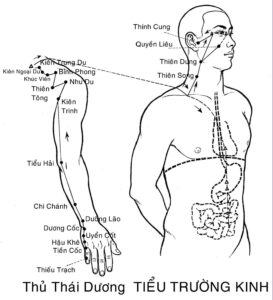 Thính Cung
Quyền Liêu
Thiên Dung
Thiên Song
Kiên Trung Du
Kiên Ngoại Du
Bỉnh Phong
Khúc Viên
Nhu Du
Thiên
Tông
Kiên
Trinh
Tiểu Hải
Chi Chánh
Dưỡng Lão
Dương Cốc
Uyển Cốt
Hậu Khê
Tiền Cốc
Thiếu Trạch
Thủ Thái Dương TIỂU TRƯỜNG KINH